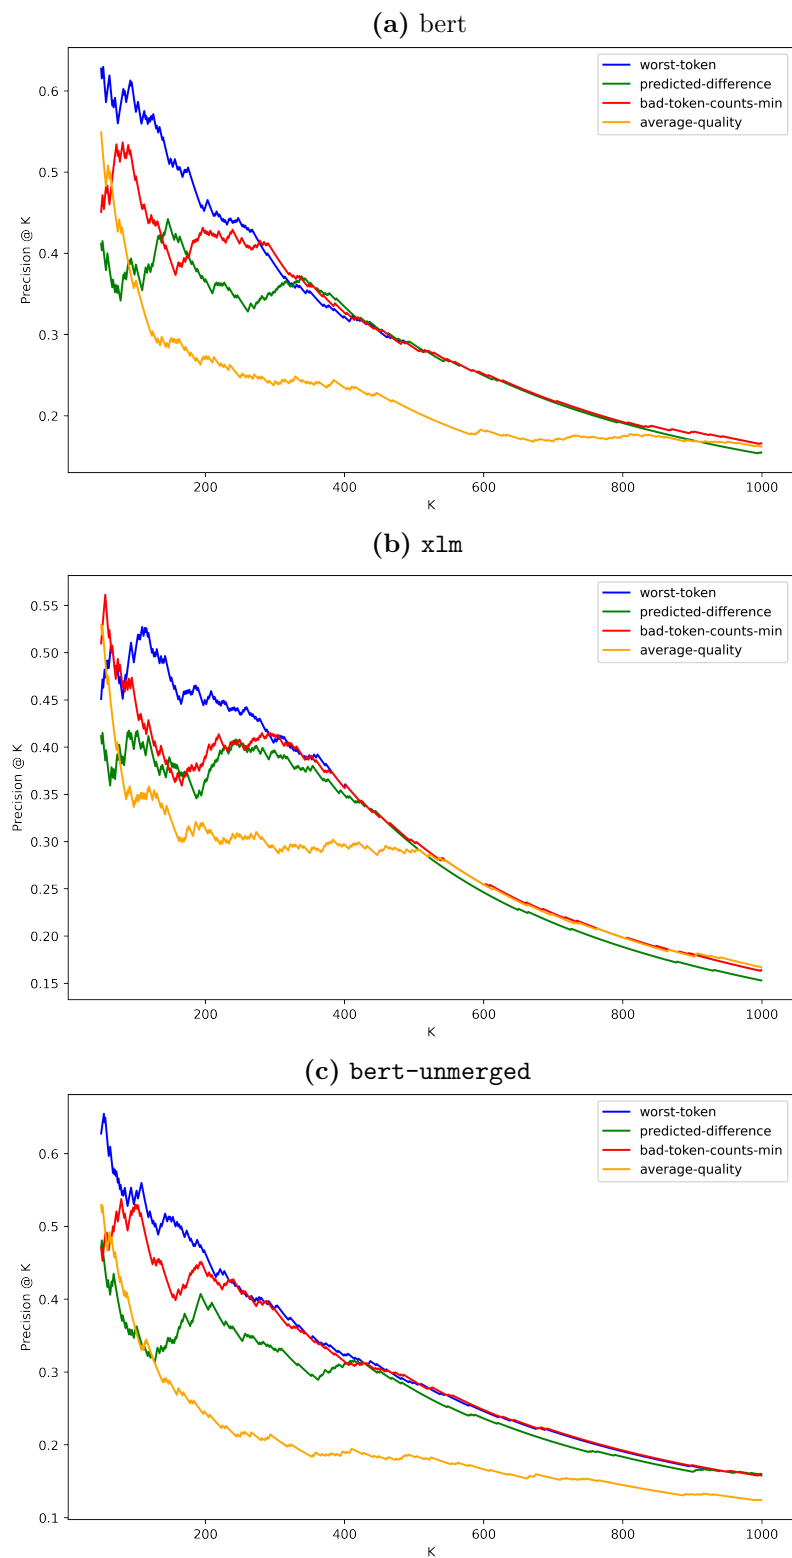 (a) bert
worst-token
predicted-difference
bad-token-counts-min
average-quality
Precision @ K
0.6
0.5
0.4
0.3
0.2
200 400 600 800 1000
K
(b) xlm
worst-token
predicted-difference
bad-token-counts-min
average-quality
Precision @ K
0.55
0.50
0.45
0.40
0.35
0.30
0.25
0.20
0.15
200 400 600 800 1000
K
(c) bert-unmerged
worst-token
predicted-difference
bad-token-counts-min
average-quality
Precision @ K
0.6
0.5
0.4
0.3
0.2
0.1
200 400 600 800 1000
K